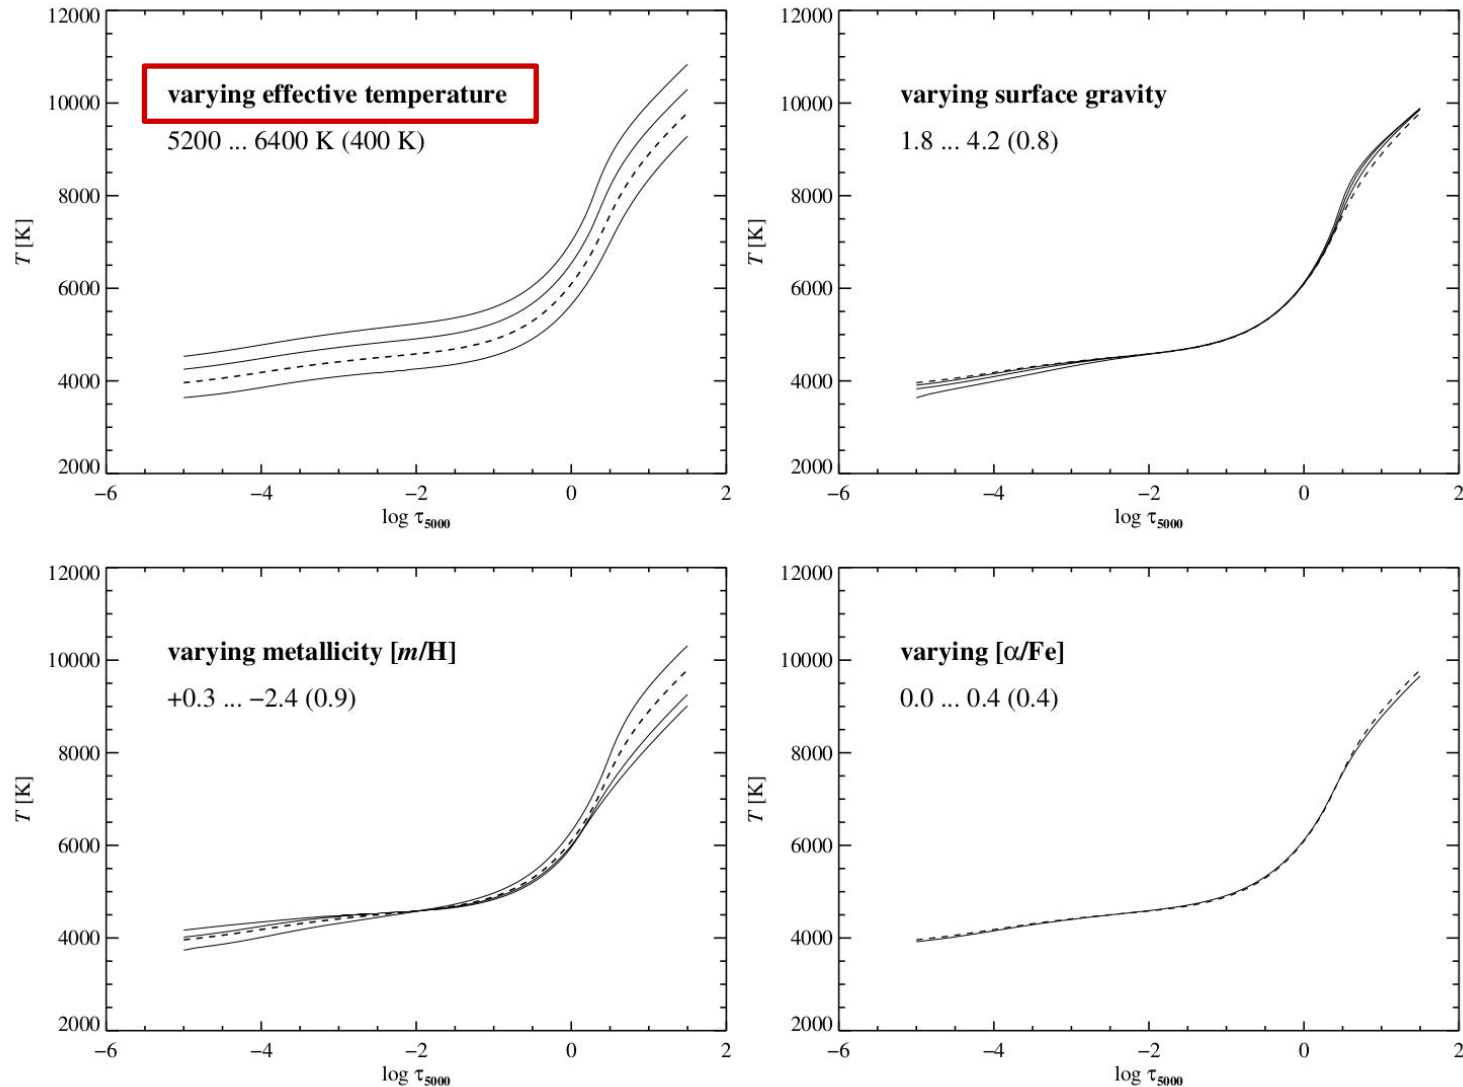 12000
10000
8000
6000
4000
2000
T [K]
varying effective temperature
5200 ... 6400 K (400 K)
−6 −4 −2 0 2
log τ5000
12000
10000
8000
6000
4000
2000
T [K]
varying surface gravity
1.8 ... 4.2 (0.8)
−6 −4 −2 0 2
log τ5000
12000
10000
8000
6000
4000
2000
T [K]
varying metallicity [m/H]
+0.3 ... −2.4 (0.9)
−6 −4 −2 0 2
log τ5000
12000
10000
8000
6000
4000
2000
T [K]
varying [α/Fe]
0.0 ... 0.4 (0.4)
−6 −4 −2 0 2
log τ5000